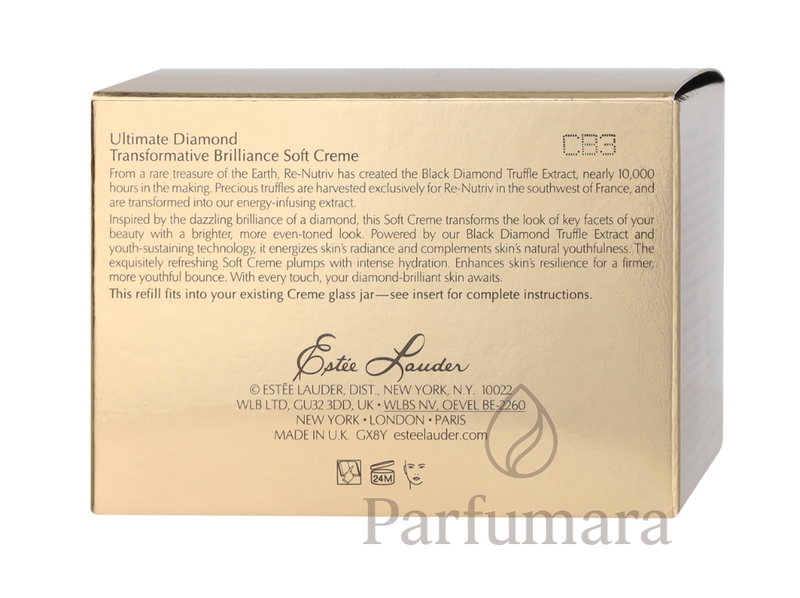 Ultimate Diamond
Transformative Brilliance Soft Creme
CB3
From a rare treasure of the Earth, Re-Nutriv has created the Black Diamond Truffle Extract, nearly 10,000
hours in the making. Precious truffles are harvested exclusively for Re-Nutriv in the southwest of France, and
are transformed into our energy-infusing extract.
Inspired by the dazzling brilliance of a diamond, this Soft Creme transforms the look of key facets of your
beauty with a brighter, more even-toned look. Powered by our Black Diamond Truffle Extract and
youth-sustaining technology, it energizes skin's radiance and complements skin's natural youthfulness. The
exquisitely refreshing Soft Creme plumps with intense hydration. Enhances skin's resilience for a firmer,
more youthful bounce. With every touch, your diamond-brilliant skin awaits.
This refill fits into your existing Creme glass jar—see insert for complete instructions.
Estée Lauder
© ESTĒE LAUDER, DIST., NEW YORK, N.Y. 10022
WLB LTD, GU32 3DD, UK • WLBS NV, OEVEL BE-2260
NEW YORK • LONDON • PARIS
MADE IN U.K. GX8Y esteelauder.com
24M
Parfumara